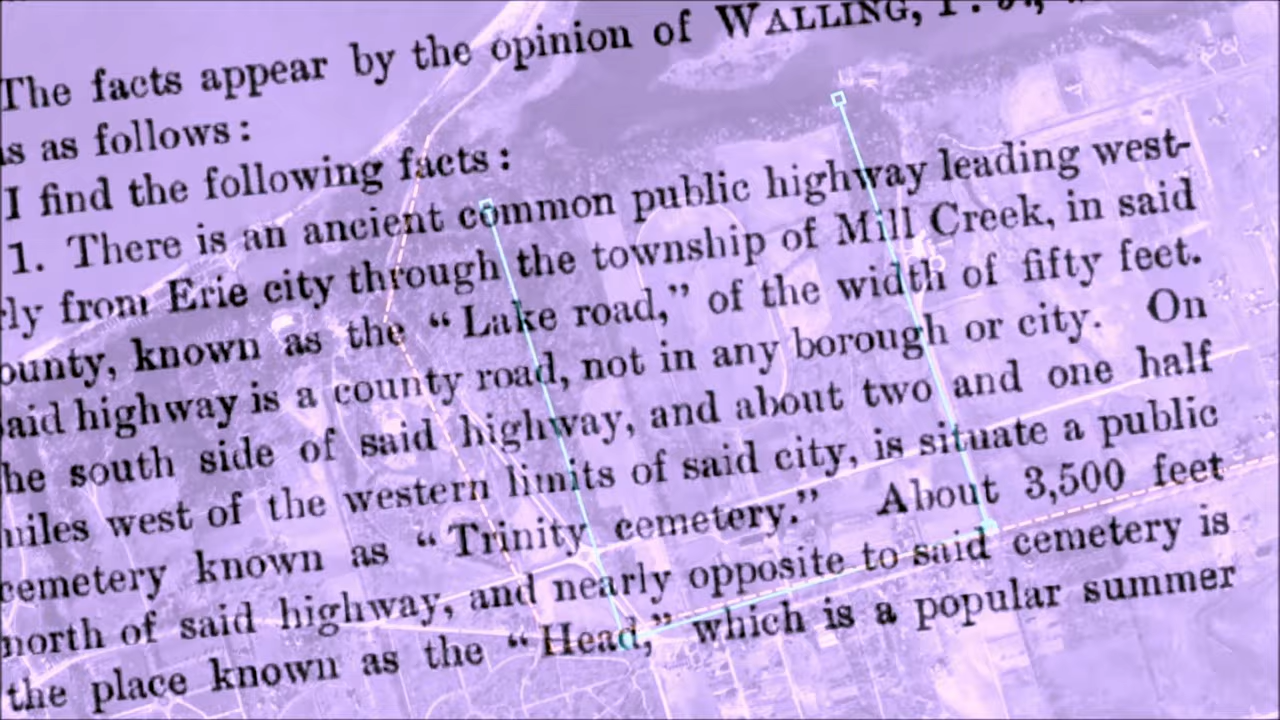 The facts appear by the opinion of WALLING, P. J.,
is as follows:
I find the following facts:
1. There is an ancient common public highway leading west-
rly from Erie city through the township of Mill Creek, in said
ounty, known as the “Lake road,” of the width of fifty feet.
aid highway is a county road, not in any borough or city. On
he south side of said highway, and about two and one half
miles west of the western limits of said city, is situate a public
cemetery known as “Trinity cemetery.” About 3,500 feet
north of said highway, and nearly opposite to said cemetery is
the place known as the “Head,” which is a popular summer